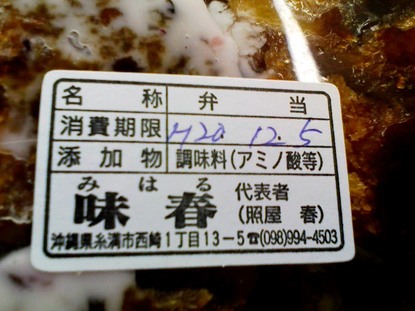 名称 弁当
消費期限 H20 12.5
添加物 調味料(アミノ酸等)
みはる
味春 代表者
(照屋 春)
沖縄県糸満市西崎1丁目13-5☎(098)994-4503